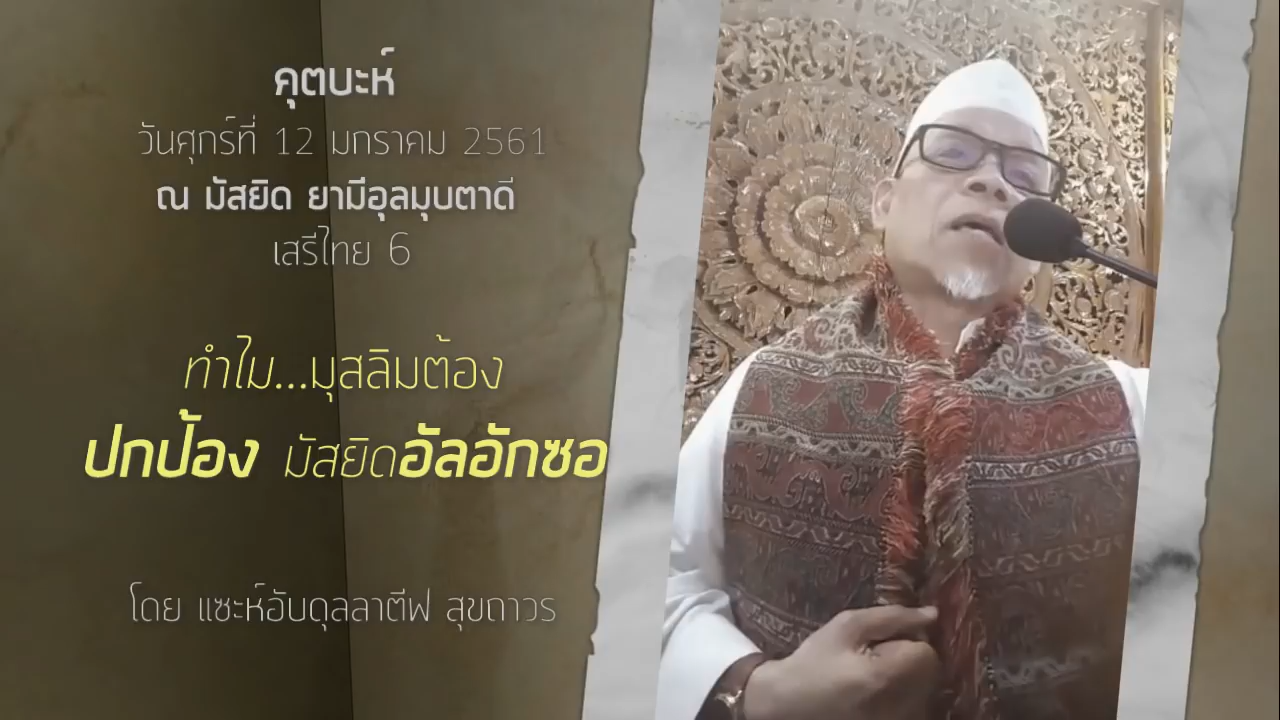 คุตบะห์
วันศุกร์ที่ 12 มกราคม 2561
ณ มัสยิด ยามีอุลมุบตาดี
เสรีไทย 6
ทำไม...มุสลิมต้อง
ปกป้อง มัสยิดอัลอักซอ
โดย แซะห์อับดุลลาตีฟ สุขถาวร